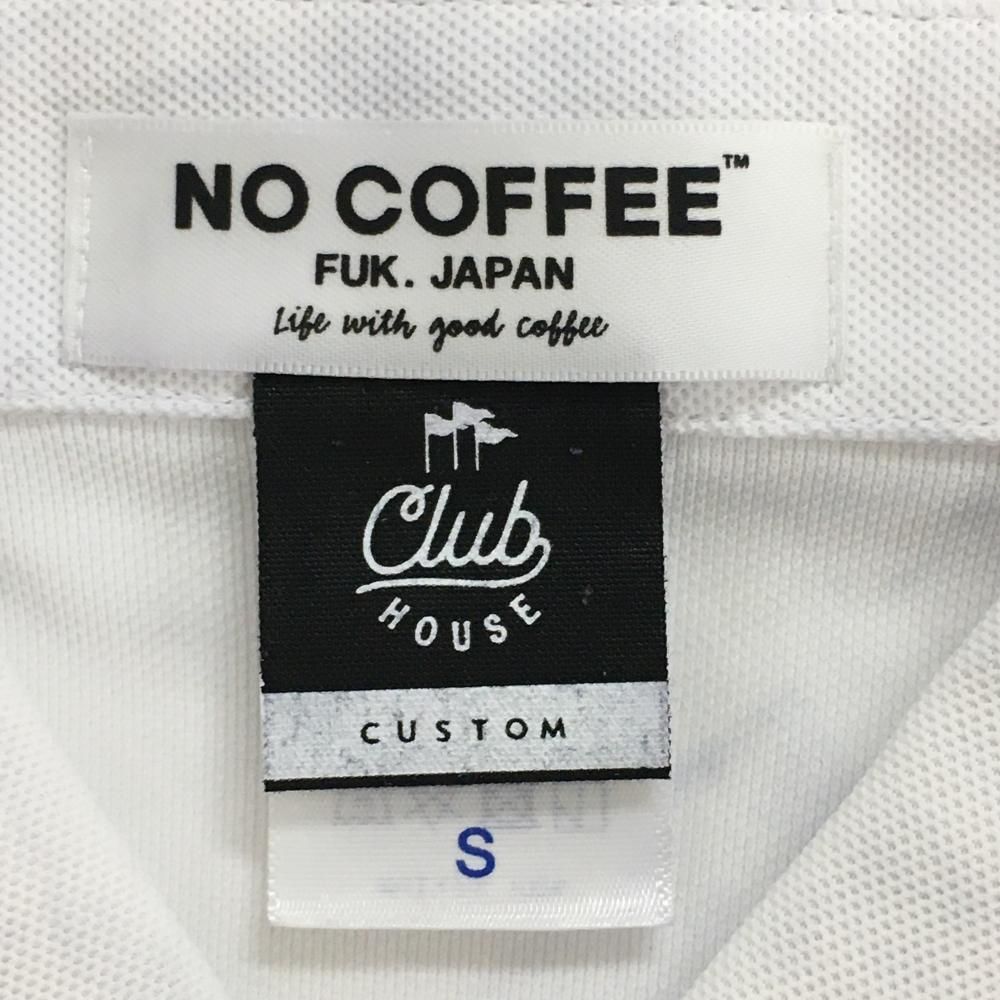 NO COFFEE™
FUK. JAPAN
Life with good coffee
Club
HOUSE
CUSTOM
S